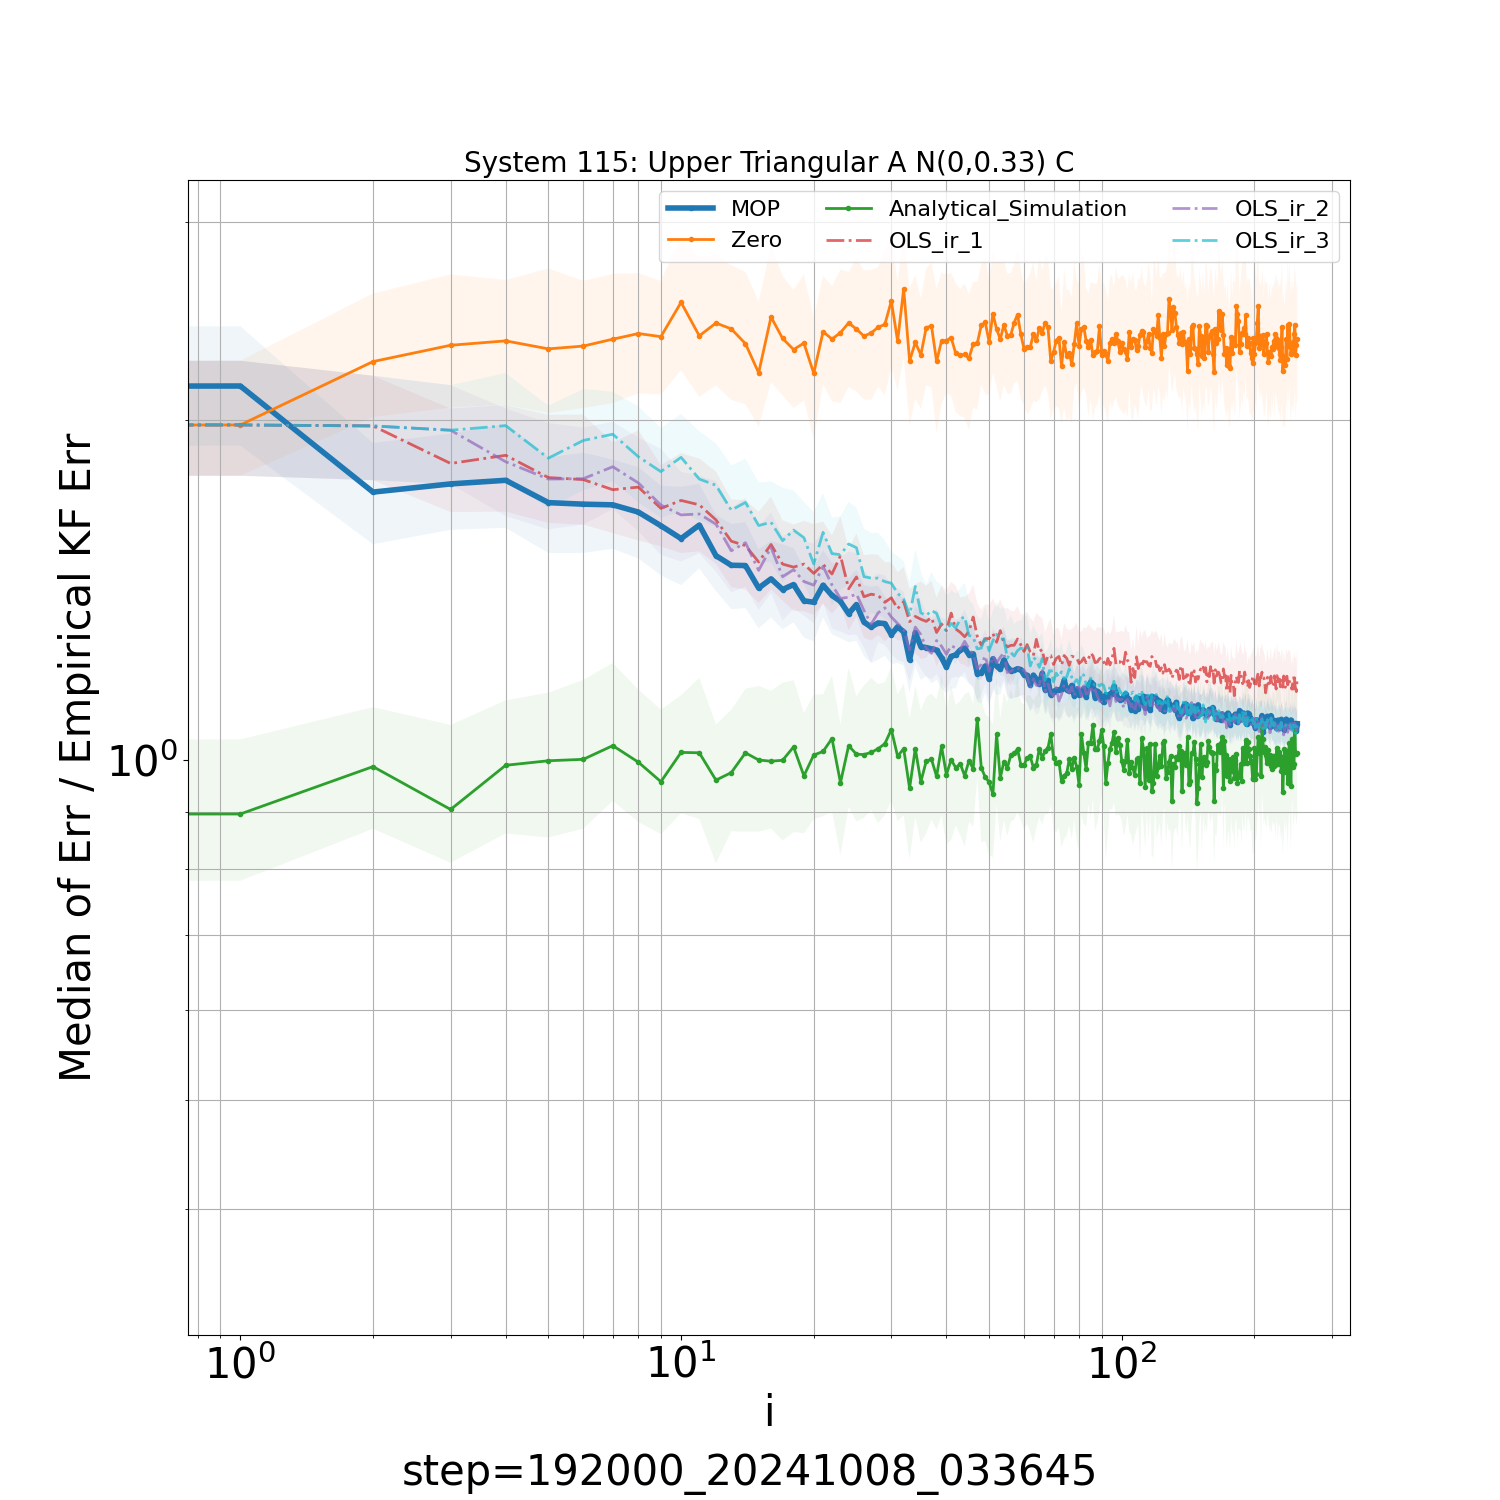 System 115: Upper Triangular A N(0,0.33) C
MOP
Zero
Analytical_Simulation
OLS_ir_1
OLS_ir_2
OLS_ir_3
Median of Err / Empirical KF Err
10⁰
10⁰ 10¹ 10²
i
step=192000_20241008_033645